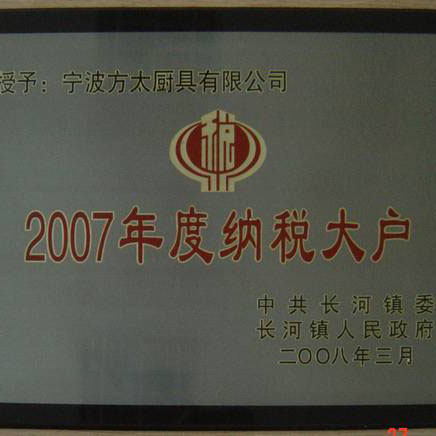 授予：宁波方太厨具有限公司
税
2007年度纳税大户
中共长河镇委
长河镇人民政府
二〇〇八年三月